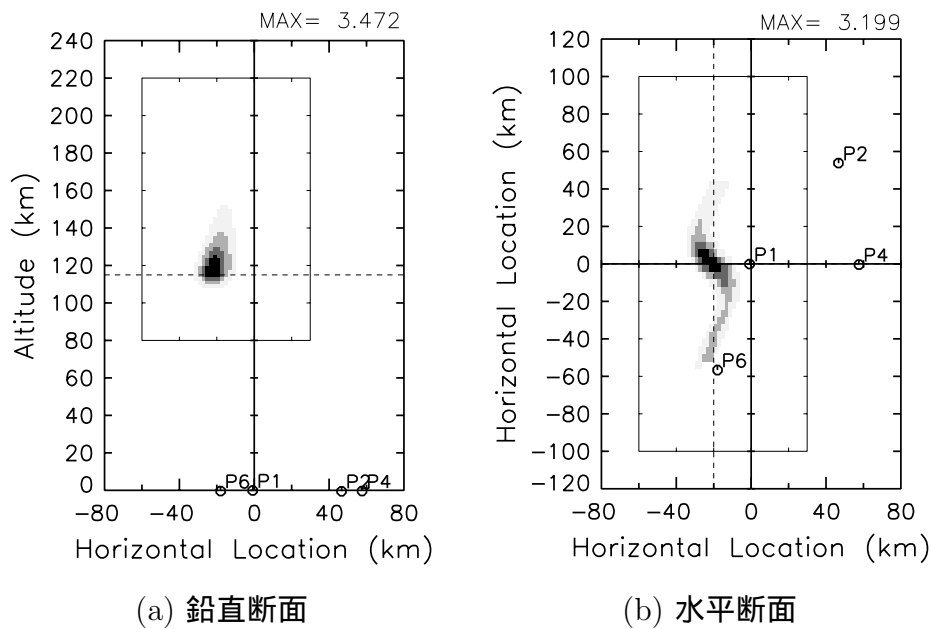 MAX= 3.472
240
220
200
180
160
140
120
100
80
60
40
20
0
Altitude (km)
P6 P1 P2 P4
-80 -40 0 40 80
Horizontal Location (km)
(a) 鉛直断面
MAX= 3.199
120
100
80
60
40
20
0
-20
-40
-60
-80
-100
-120
Horizontal Location (km)
P2
P1
P4
P6
-80 -40 0 40 80
Horizontal Location (km)
(b) 水平断面